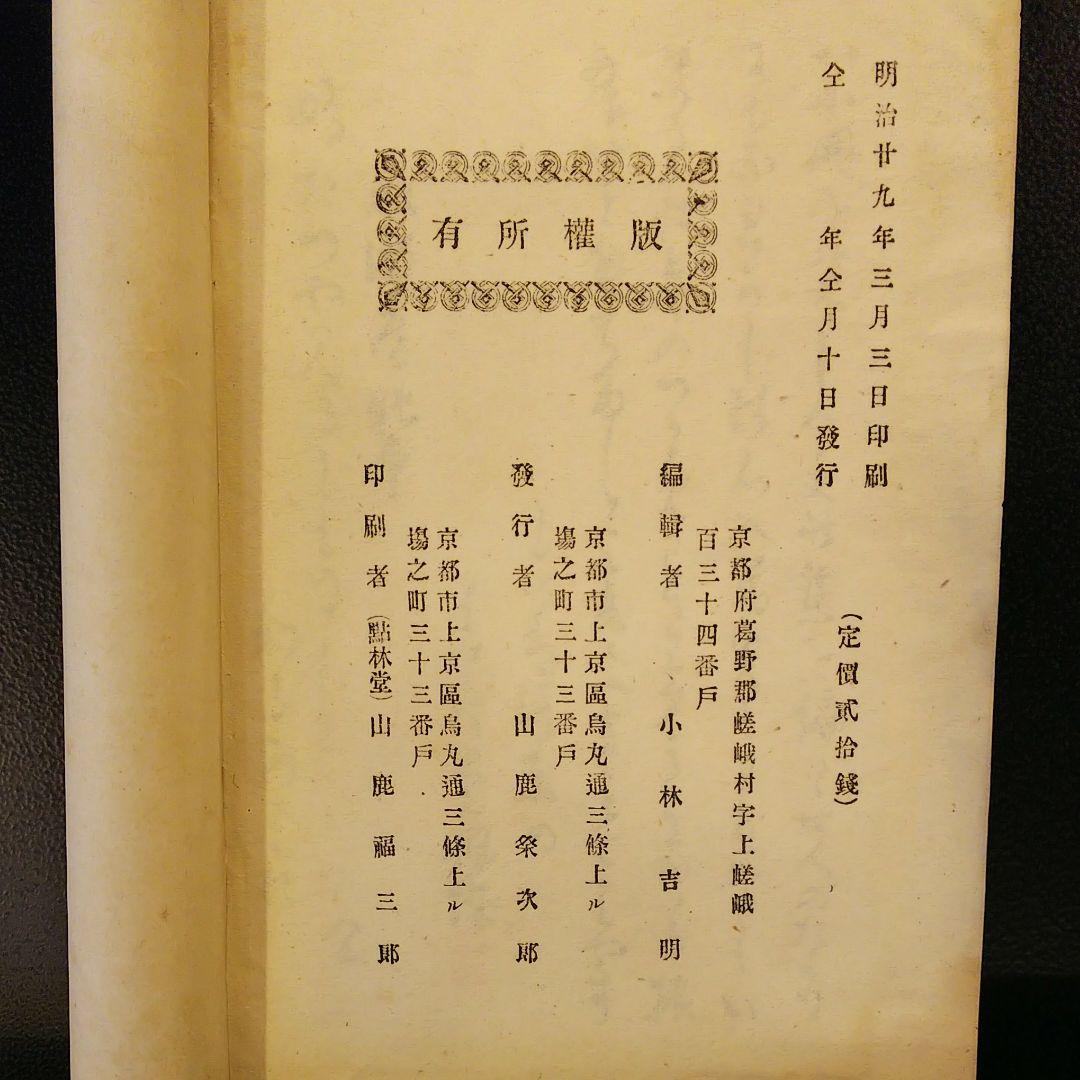 明治廿九年三月三日印刷
仝年仝月十日發行
(定價貳拾錢)
版權所有
京都府葛野郡嵯峨村字上嵯峨
百三十四番戶
編輯者 小林吉明
京都市上京區烏丸通三條上ル
塲之町三十三番戶
發行者 山鹿粂次郎
京都市上京區烏丸通三條上ル
塲之町三十三番戶
印刷者(點林堂)山鹿福三郎